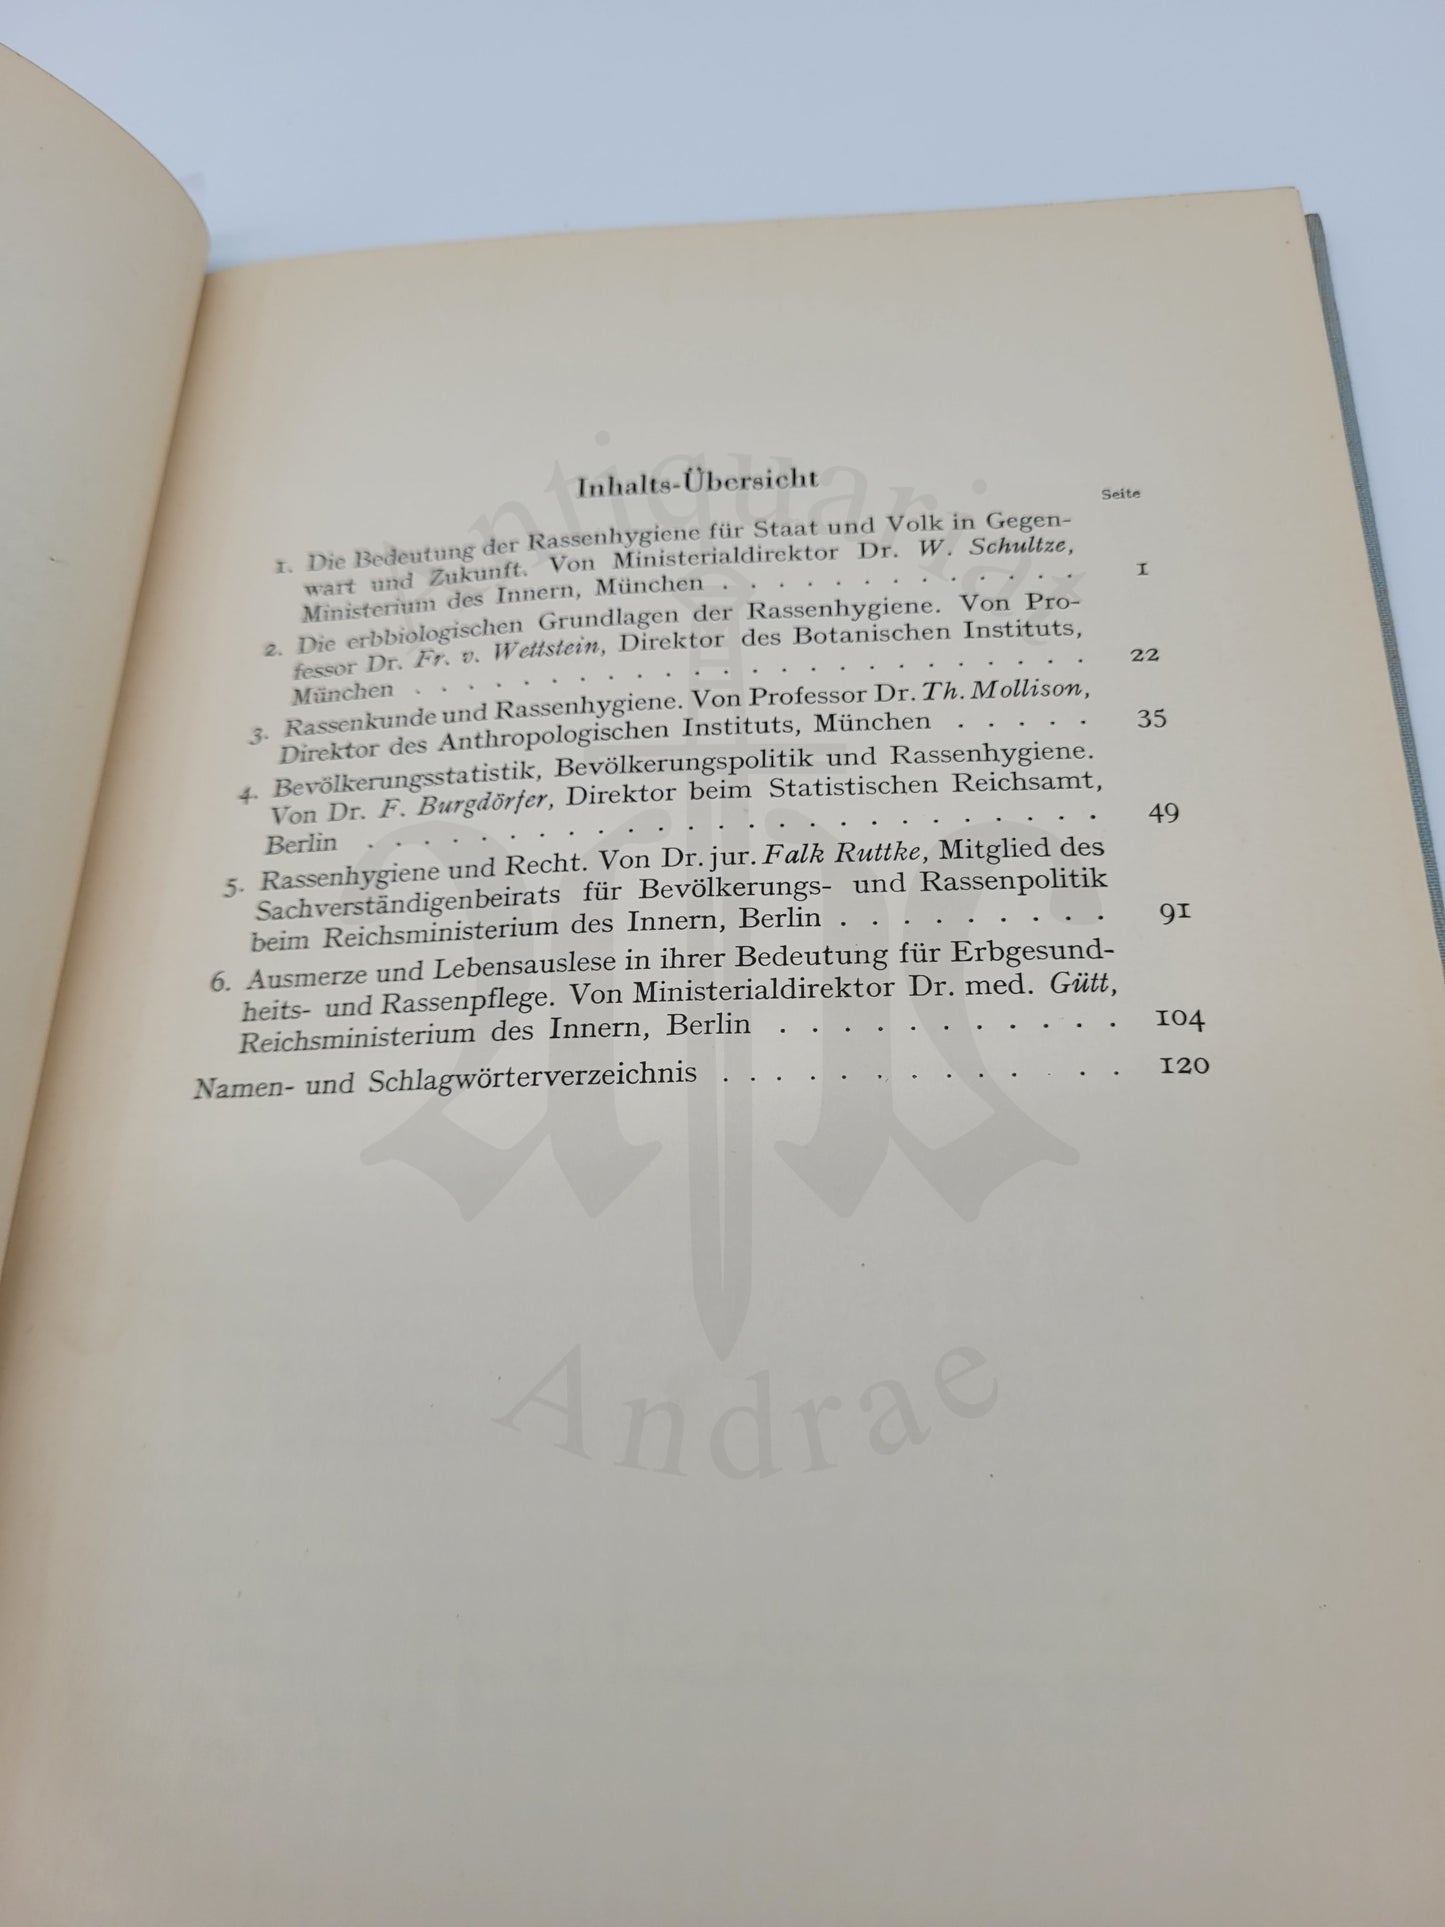 Inhalts-Übersicht
Seite
1. Die Bedeutung der Rassenhygiene für Staat und Volk in Gegen-
wart und Zukunft. Von Ministerialdirektor Dr. W. Schultze,
Ministerium des Innern, München . . . . . . . . . . . . 1
2. Die erbbiologischen Grundlagen der Rassenhygiene. Von Pro-
fessor Dr. Fr. v. Wettstein, Direktor des Botanischen Instituts,
München . . . . . . . . . . . . . . . . . . . . . 22
3. Rassenkunde und Rassenhygiene. Von Professor Dr. Th. Mollison,
Direktor des Anthropologischen Instituts, München . . . . . 35
4. Bevölkerungsstatistik, Bevölkerungspolitik und Rassenhygiene.
Von Dr. F. Burgdörfer, Direktor beim Statistischen Reichsamt,
Berlin . . . . . . . . . . . . . . . . . . . . . . 49
5. Rassenhygiene und Recht. Von Dr. jur. Falk Ruttke, Mitglied des
Sachverständigenbeirats für Bevölkerungs- und Rassenpolitik
beim Reichsministerium des Innern, Berlin . . . . . . . . . 91
6. Ausmerze und Lebensauslese in ihrer Bedeutung für Erbgesund-
heits- und Rassenpflege. Von Ministerialdirektor Dr. med. Gütt,
Reichsministerium des Innern, Berlin . . . . . . . . . . . 104
Namen- und Schlagwörterverzeichnis . . . . . . . . . . . . . 120
Antiquariat
Andrae